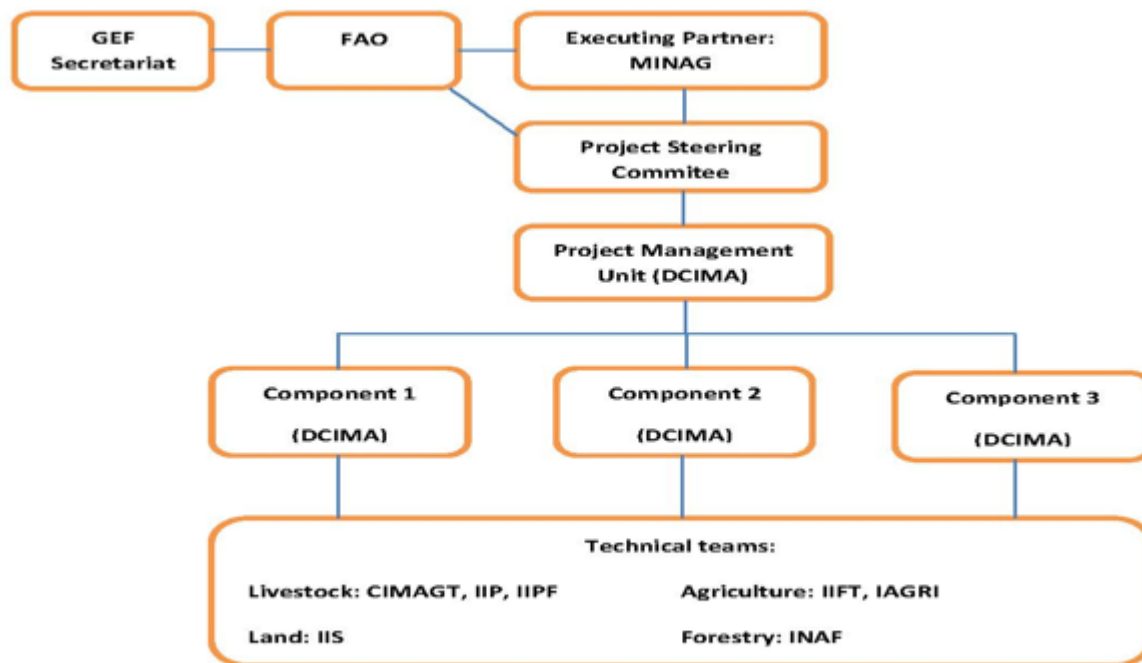 GEF
Secretariat
FAO
Executing Partner:
MINAG
Project Steering
Commitee
Project Management
Unit (DCIMA)
Component 1
(DCIMA)
Component 2
(DCIMA)
Component 3
(DCIMA)
Technical teams:
Livestock: CIMAGT, IIP, IIPF
Agriculture: IIFT, IAGRI
Land: IIS
Forestry: INAF